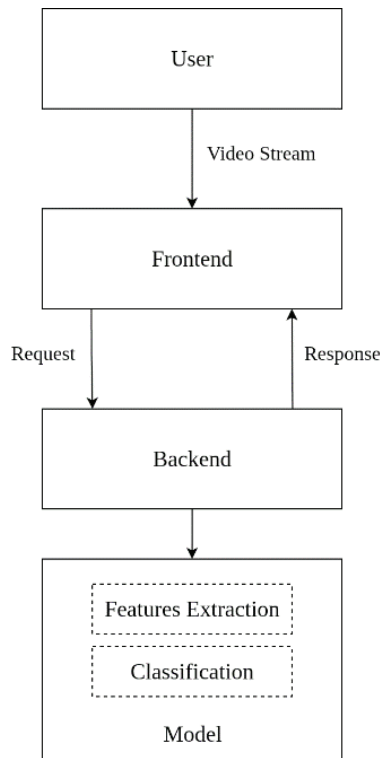 User
Video Stream
Frontend
Request
Response
Backend
Features Extraction
Classification
Model